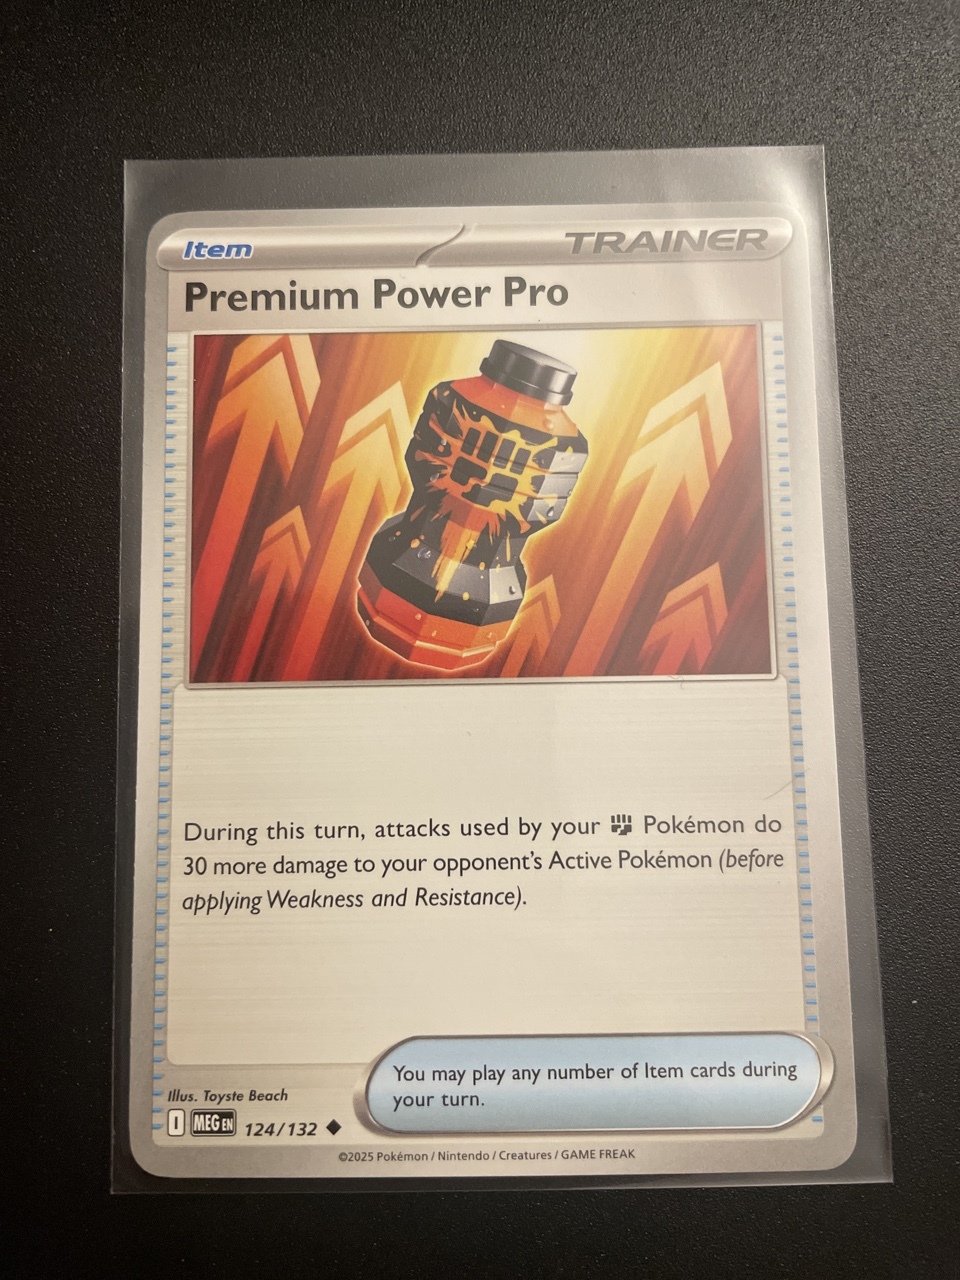 Item
TRAINER
Premium Power Pro
During this turn, attacks used by your Pokémon do
30 more damage to your opponent's Active Pokémon (before
applying Weakness and Resistance).
You may play any number of Item cards during
your turn.
Illus. Toyste Beach
I MEG EN 124/132
©2025 Pokémon / Nintendo / Creatures / GAME FREAK